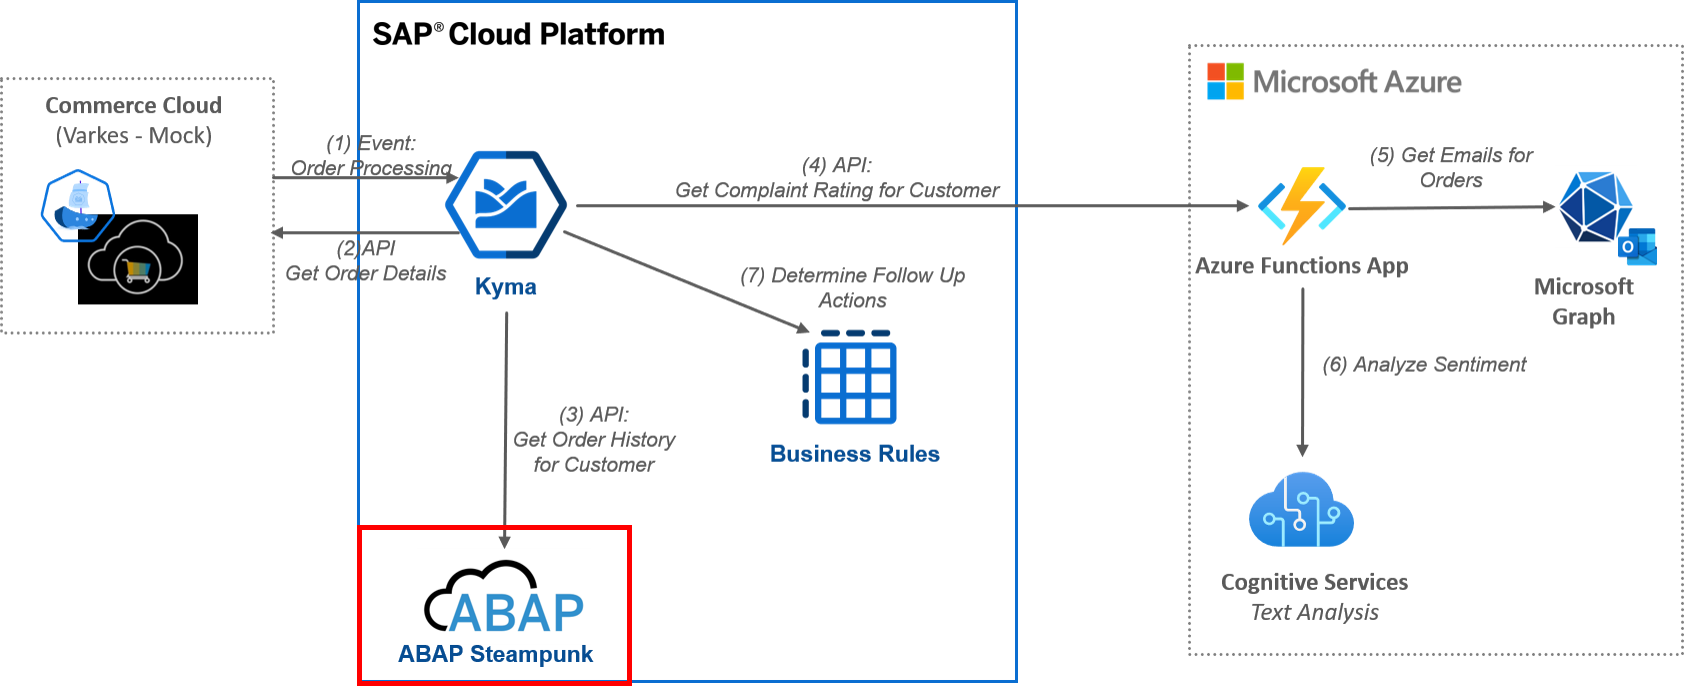 SAP® Cloud Platform
Commerce Cloud
(Varkes - Mock)
(1) Event:
Order Processing
(2)API
Get Order Details
Kyma
(3) API:
Get Order History
for Customer
ABAP
ABAP Steampunk
(4) API:
Get Complaint Rating for Customer
(7) Determine Follow Up
Actions
Business Rules
Microsoft Azure
Azure Functions App
(5) Get Emails for
Orders
O
Microsoft
Graph
(6) Analyze Sentiment
Cognitive Services
Text Analysis